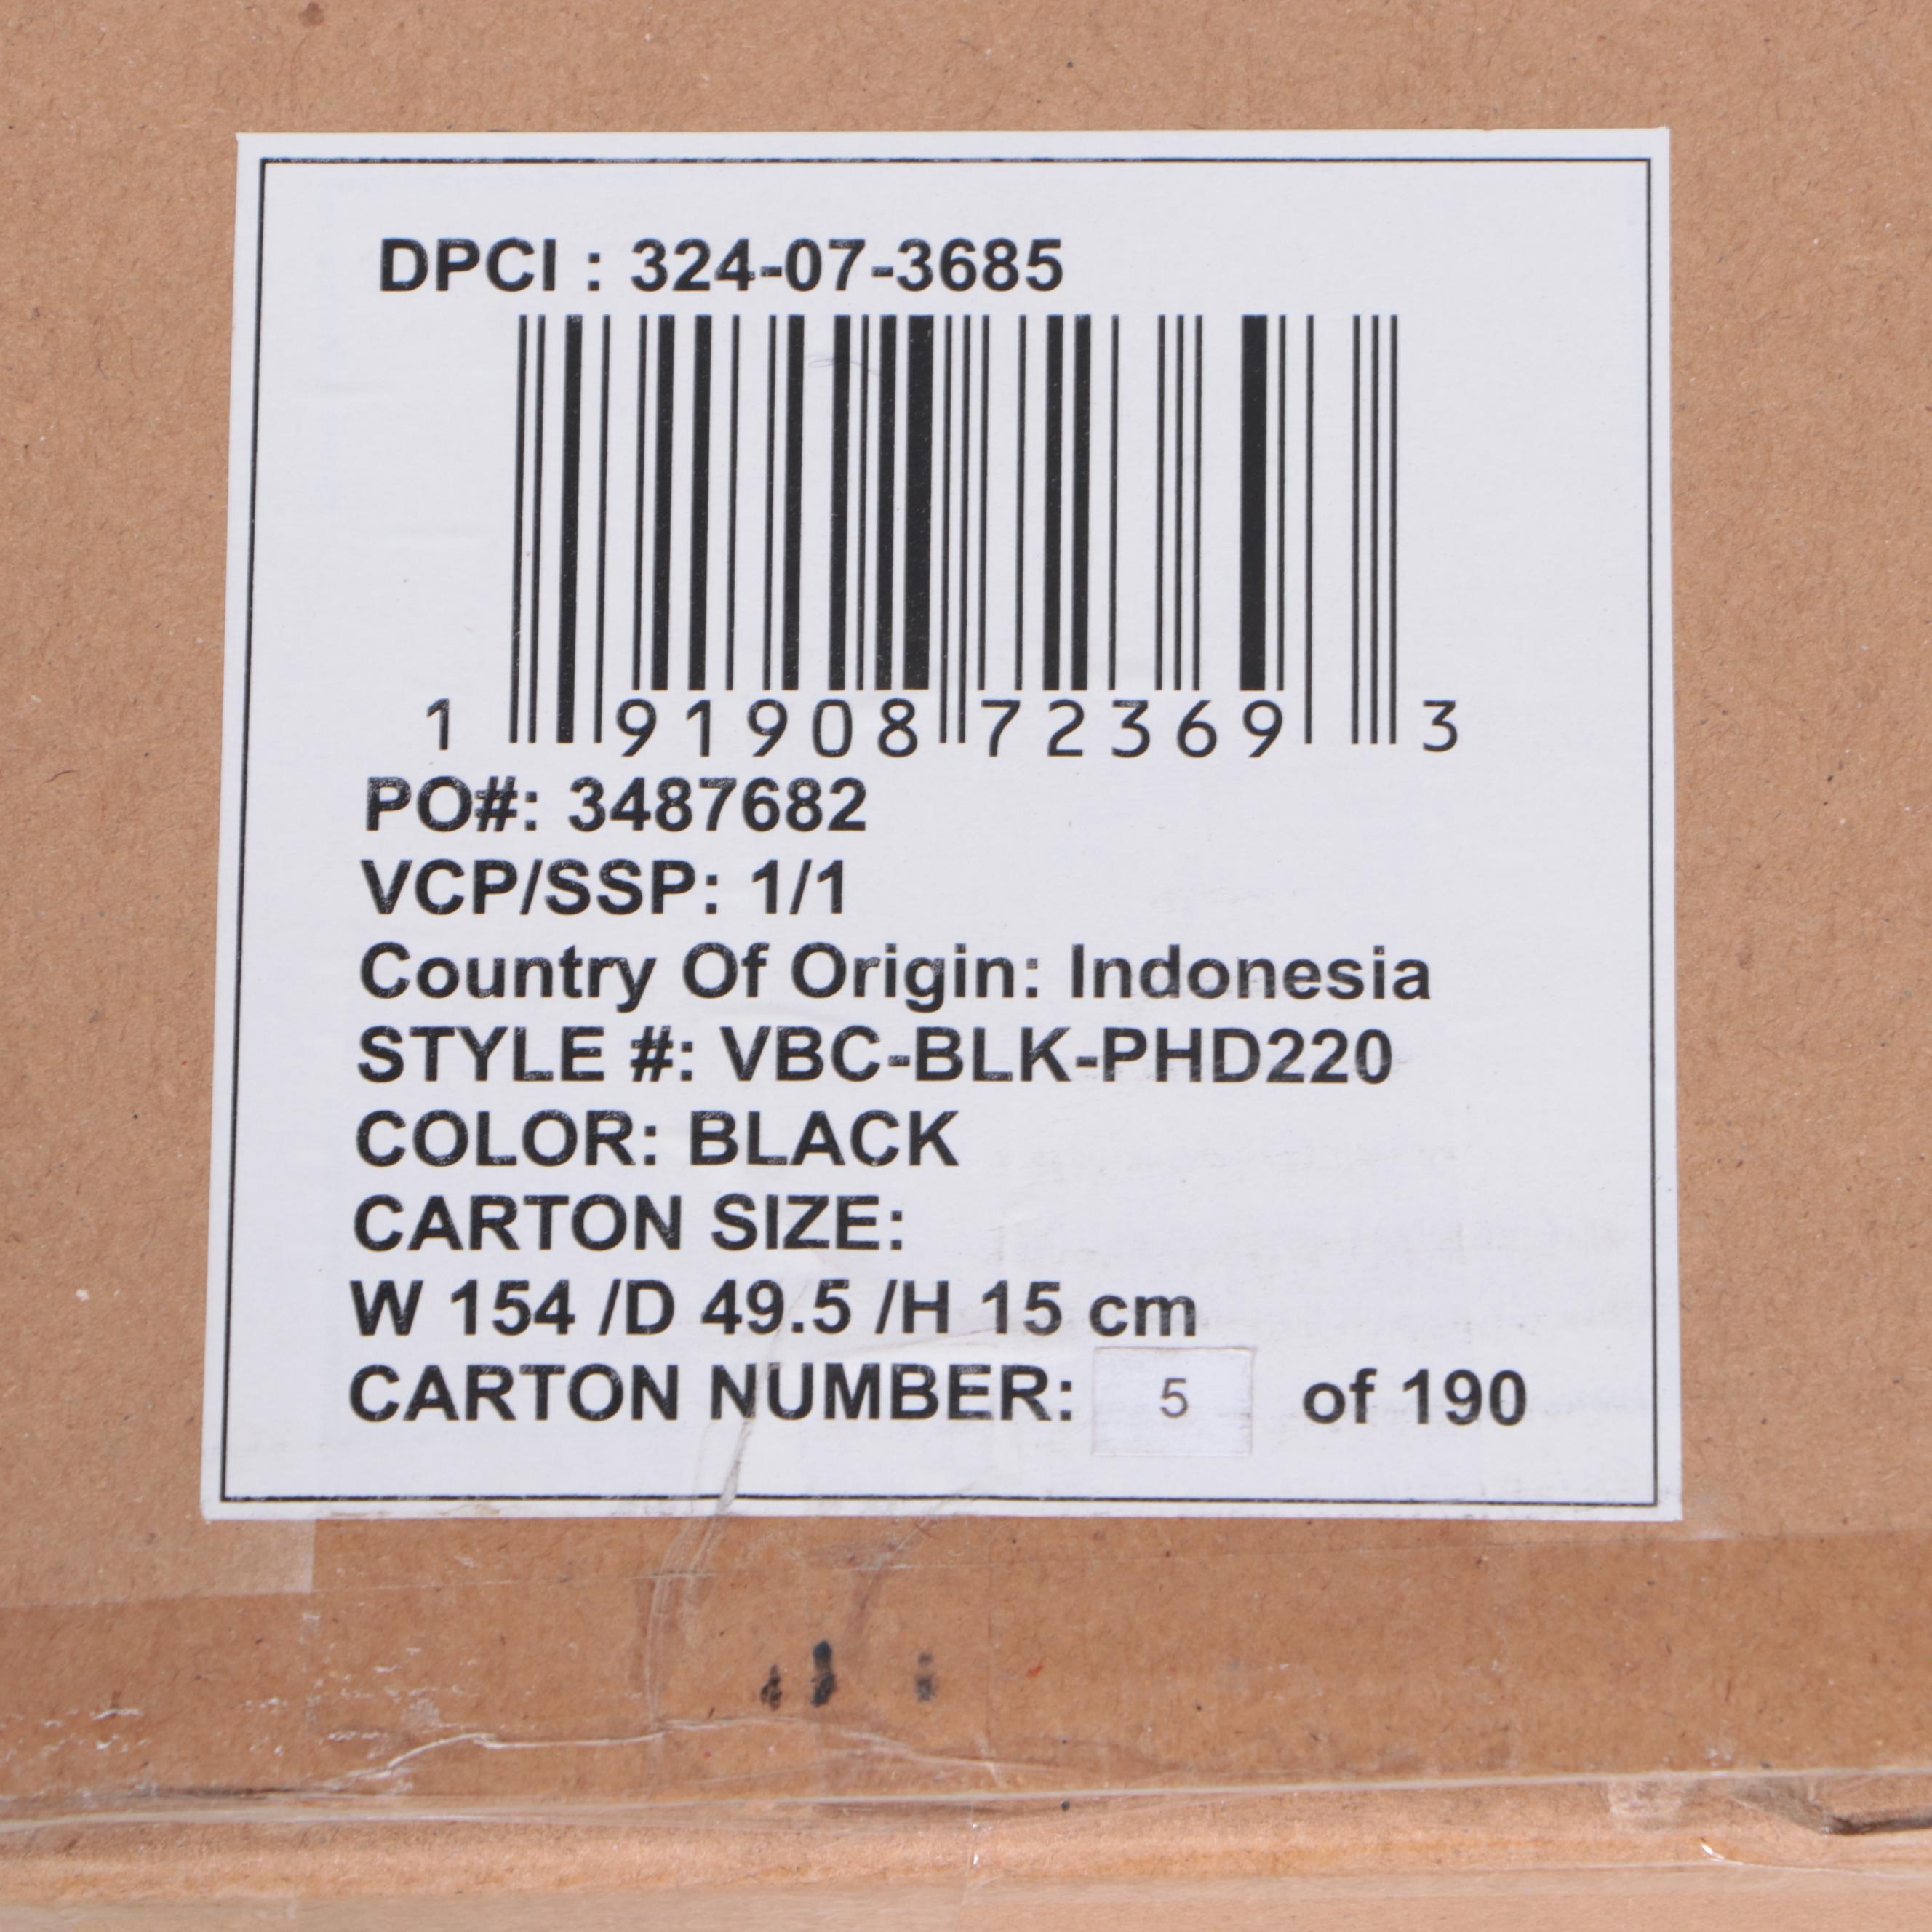 DPCI : 324-07-3685
1 91908 72369 3
PO#: 3487682
VCP/SSP: 1/1
Country Of Origin: Indonesia
STYLE #: VBC-BLK-PHD220
COLOR: BLACK
CARTON SIZE:
W 154 /D 49.5 /H 15 cm
CARTON NUMBER: 5 of 190